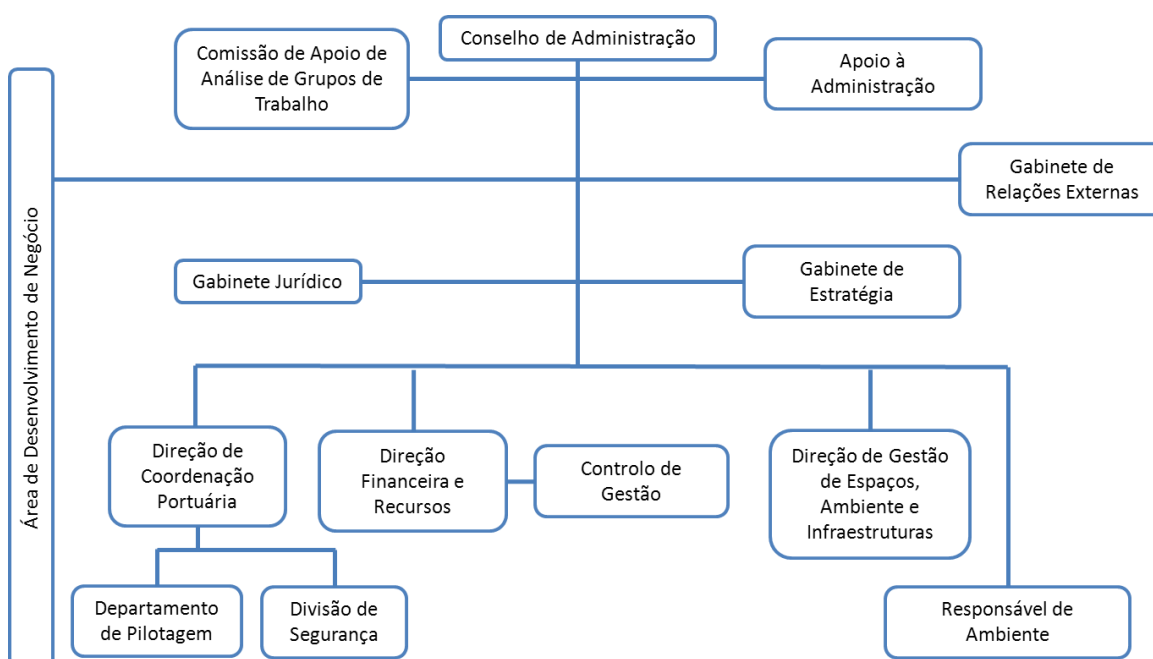 Conselho de Administração
Comissão de Apoio de
Análise de Grupos de
Trabalho
Apoio à
Administração
Área de Desenvolvimento de Negócio
Gabinete de
Relações Externas
Gabinete Jurídico
Gabinete de
Estratégia
Direção de
Coordenação
Portuária
Direção
Financeira e
Recursos
Controlo de
Gestão
Direção de Gestão
de Espaços,
Ambiente e
Infraestruturas
Departamento
de Pilotagem
Divisão de
Segurança
Responsável de
Ambiente